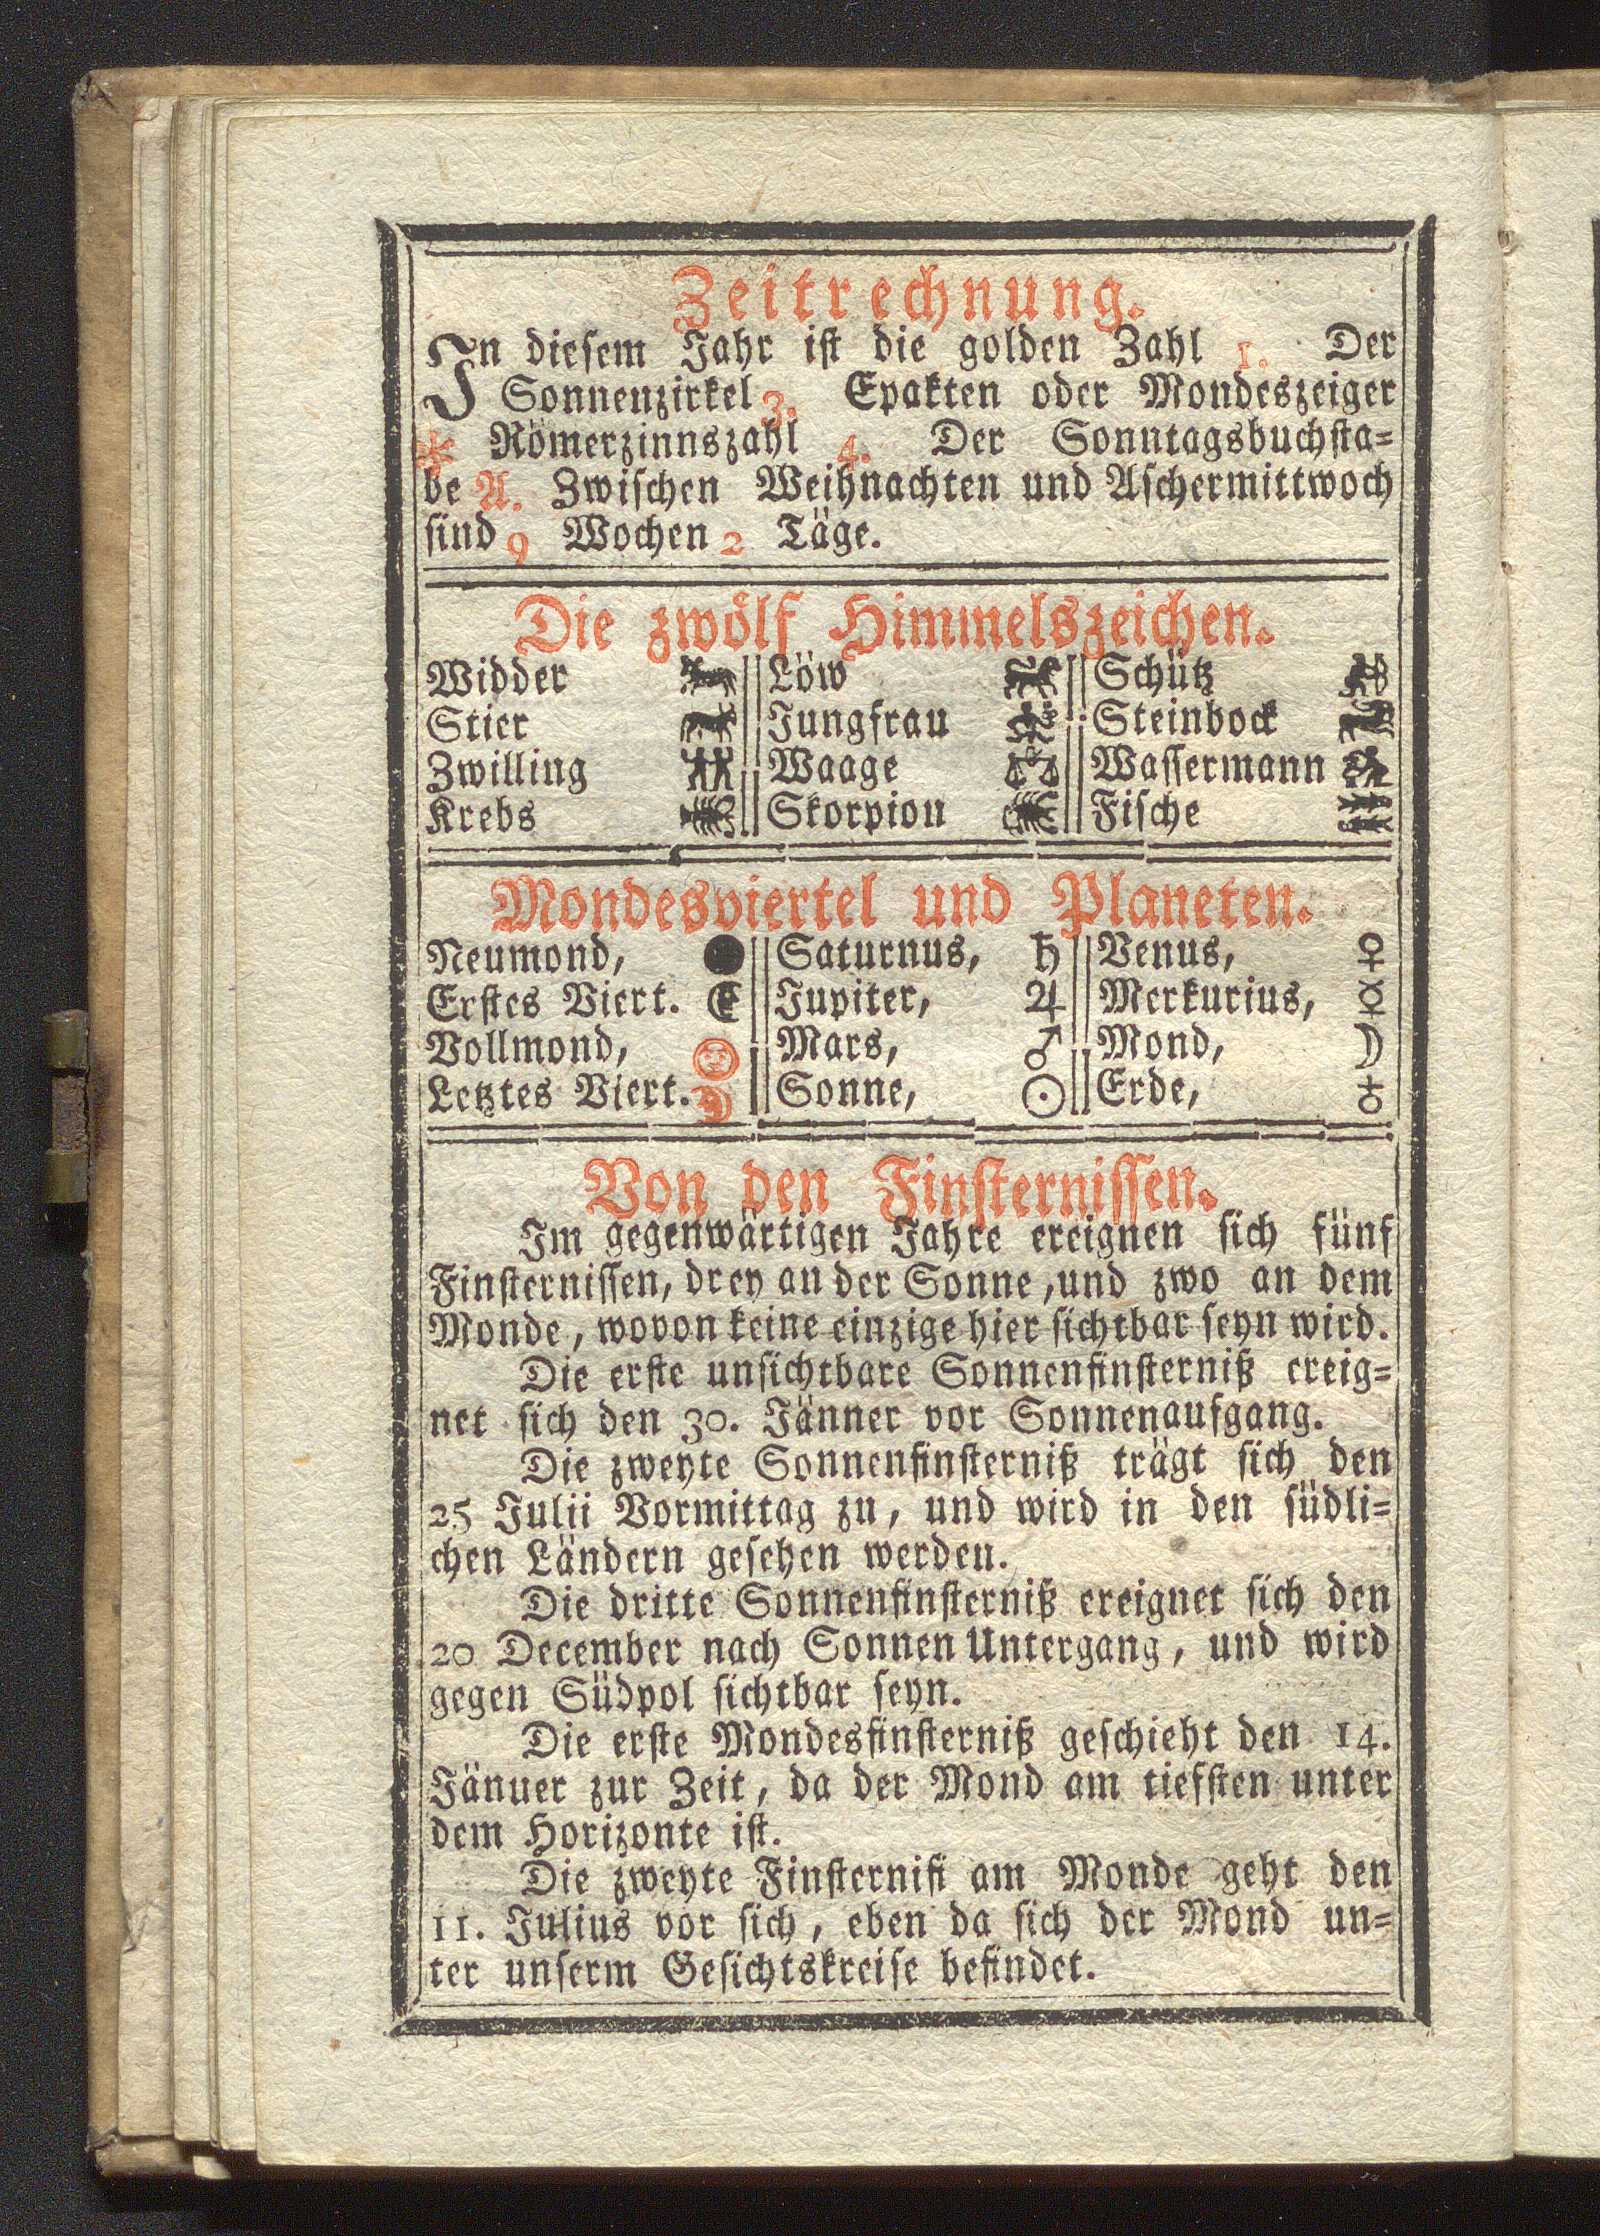 Zeitrechnung.
In diesem Jahr ist die golden Zahl 1. Der
Sonnenzirkel 3. Epakten oder Mondeszeiger
* Römerzinnszahl 4. Der Sonntagsbuchsta=
be A. Zwischen Weihnachten und Aschermittwoch
sind 9 Wochen 2 Täge.
Die zwölf Himmelszeichen.
Widder ♈ Löw ♌ Schütz ♐
Stier ♉ Jungfrau ♍ Steinbock ♑
Zwilling ♊ Waage ♎ Wassermann ♒
Krebs ♋ Skorpion ♏ Fische ♓
Mondesviertel und Planeten.
Neumond, ● Saturnus, ♄ Venus, ♀
Erstes Viert. ☾ Jupiter, ♃ Merkurius, ☿
Vollmond, ○ Mars, ♂ Mond, ☽
Letztes Viert. ☽ Sonne, ☉ Erde, ♁
Von den Finsternissen.
Im gegenwärtigen Jahre ereignen sich fünf
Finsternissen, drey an der Sonne, und zwo an dem
Monde, wovon keine einzige hier sichtbar seyn wird.
Die erste unsichtbare Sonnenfinsterniß ereig=
net sich den 30. Jänner vor Sonnenaufgang.
Die zweyte Sonnenfinsterniß trägt sich den
25 Julii Vormittag zu, und wird in den südli=
chen Ländern gesehen werden.
Die dritte Sonnenfinsterniß ereignet sich den
20 December nach Sonnen Untergang, und wird
gegen Südpol sichtbar seyn.
Die erste Mondesfinsterniß geschieht den 14.
Jänuer zur Zeit, da der Mond am tiefsten unter
dem Horizonte ist.
Die zweyte Finsterniß am Monde geht den
11. Julius vor sich, eben da sich der Mond un=
ter unserm Gesichtskreise befindet.